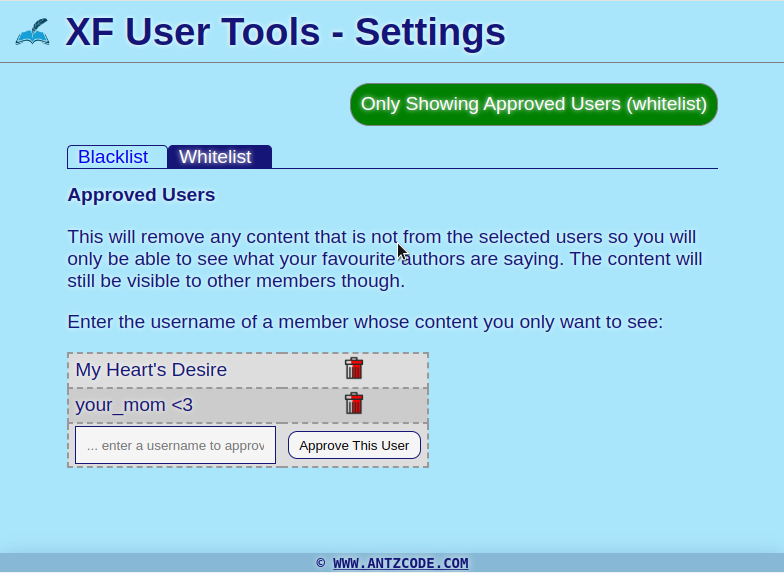 XF User Tools - Settings
Only Showing Approved Users (whitelist)
Blacklist Whitelist
Approved Users
This will remove any content that is not from the selected users so you will
only be able to see what your favourite authors are saying. The content will
still be visible to other members though.
Enter the username of a member whose content you only want to see:
My Heart's Desire
your_mom <3
... enter a username to approv Approve This User
© WWW.ANTZCODE.COM